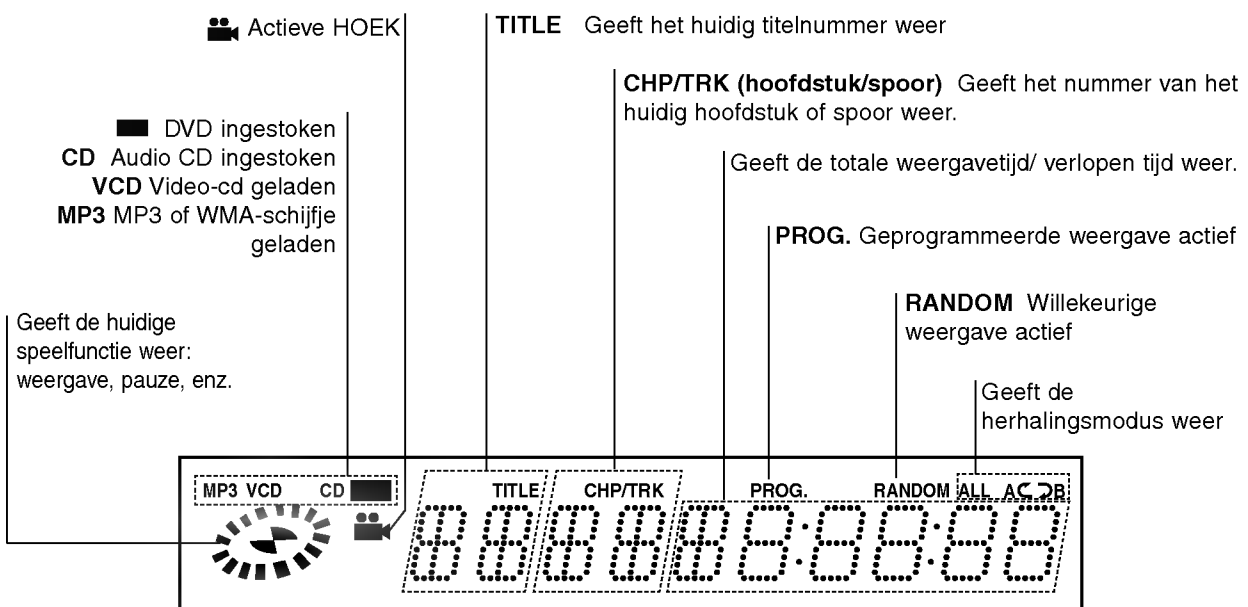 Actieve HOEK
TITLE Geeft het huidig titelnummer weer
CHP/TRK (hoofdstuk/spoor) Geeft het nummer van het
huidig hoofdstuk of spoor weer.
DVD ingestoken
CD Audio CD ingestoken
VCD Video-cd geladen
MP3 MP3 of WMA-schijfje
geladen
Geeft de totale weergavetijd/ verlopen tijd weer.
PROG. Geprogrammeerde weergave actief
RANDOM Willekeurige
weergave actief
Geeft de huidige
speelfunctie weer:
weergave, pauze, enz.
Geeft de
herhalingsmodus weer
MP3 VCD CD TITLE CHP/TRK PROG. RANDOM ALL A B